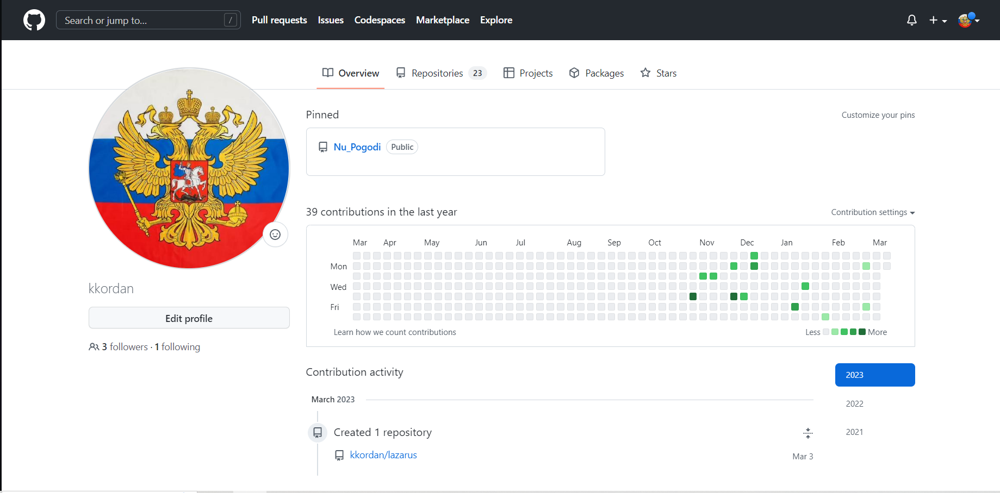 Search or jump to... /
Pull requests Issues Codespaces Marketplace Explore
Overview Repositories 23 Projects Packages Stars
Pinned
Customize your pins
Nu_Pogodi Public
39 contributions in the last year
Contribution settings
Mar Apr May Jun Jul Aug Sep Oct Nov Dec Jan Feb Mar
Mon
Wed
Fri
Learn how we count contributions
Less More
kkordan
Edit profile
3 followers · 1 following
Contribution activity
2023
2022
2021
March 2023
Created 1 repository
kkordan/lazarus
Mar 3